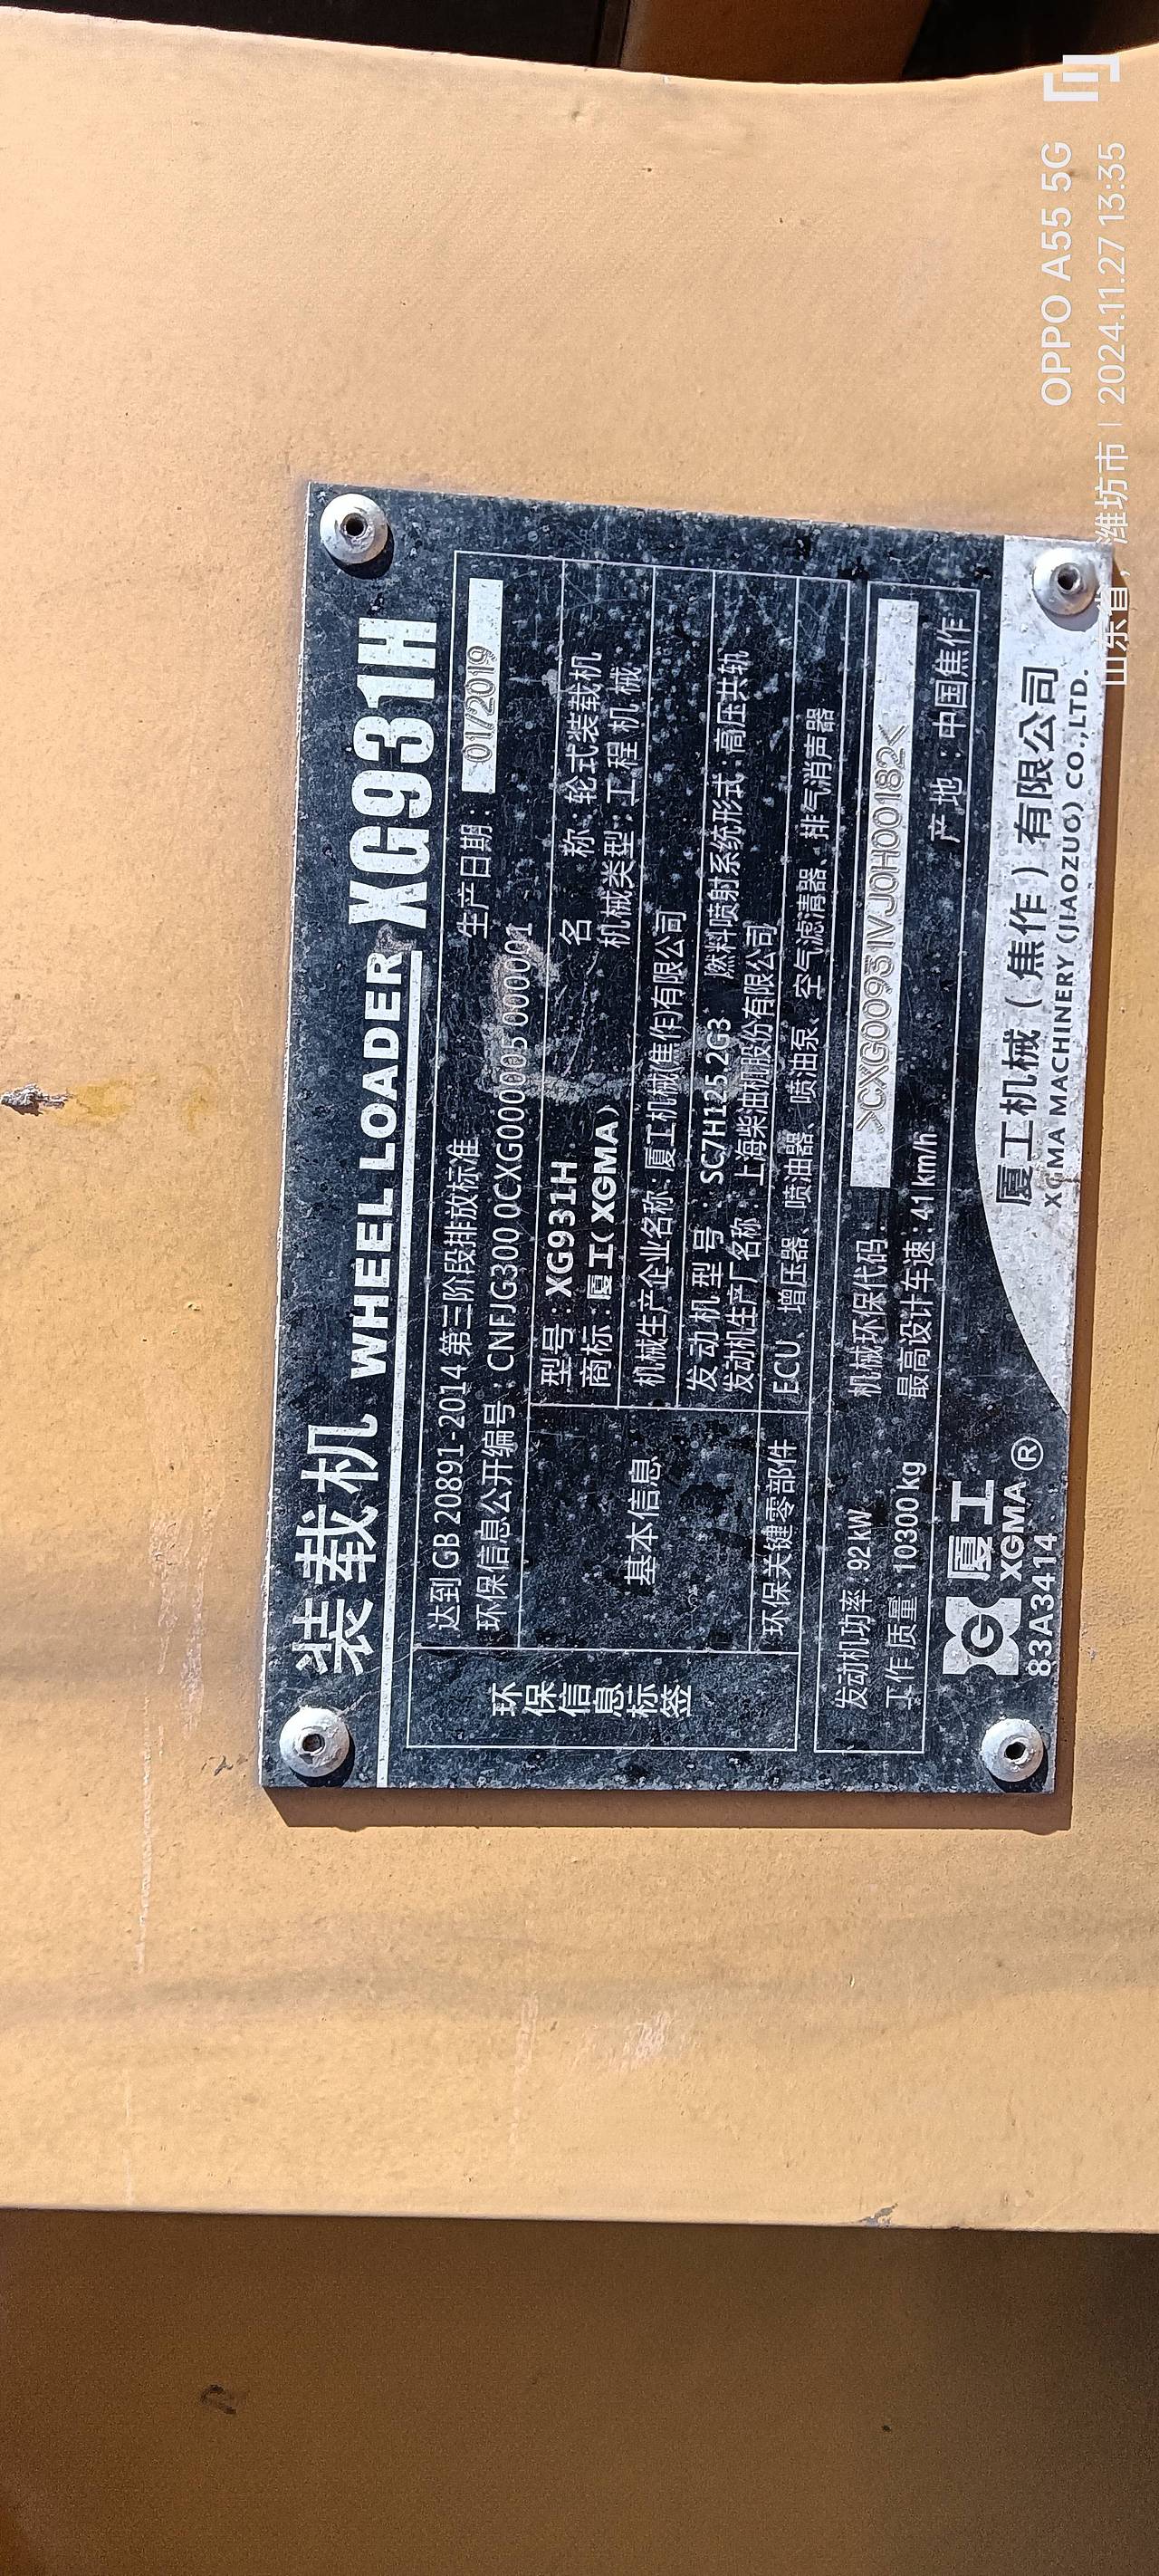 装载机 WHEEL LOADER XG931H
达到 GB 20891-2014 第三阶段排放标准 生产日期: 01/2019
环保信息公开编号: CNFJG3000CXG0000050000001
环保信息标签
基本信息
型号: XG931H 名 称: 轮式装载机
商标: 厦工(XGMA) 机械类型: 工程机械
机械生产企业名称: 厦工机械(焦作)有限公司
发动机型号: SC7H125.2G3 燃料喷射系统形式: 高压共轨
发动机生产厂名称: 上海柴油机股份有限公司
环保关键零部件 ECU、增压器、喷油器、喷油泵、空气滤清器、排气消声器
发动机功率: 92kW 机械环保代码:
工作质量: 10300kg 最高设计车速: 41km/h 产 地: 中国焦作
厦工
XGMA ®
83A3414
厦工机械(焦作)有限公司
XGMA MACHINERY (JIAOZUO) CO.,LTD.
OPPO A55 5G
山东省, 潍坊市 | 2024.11.27 13:35